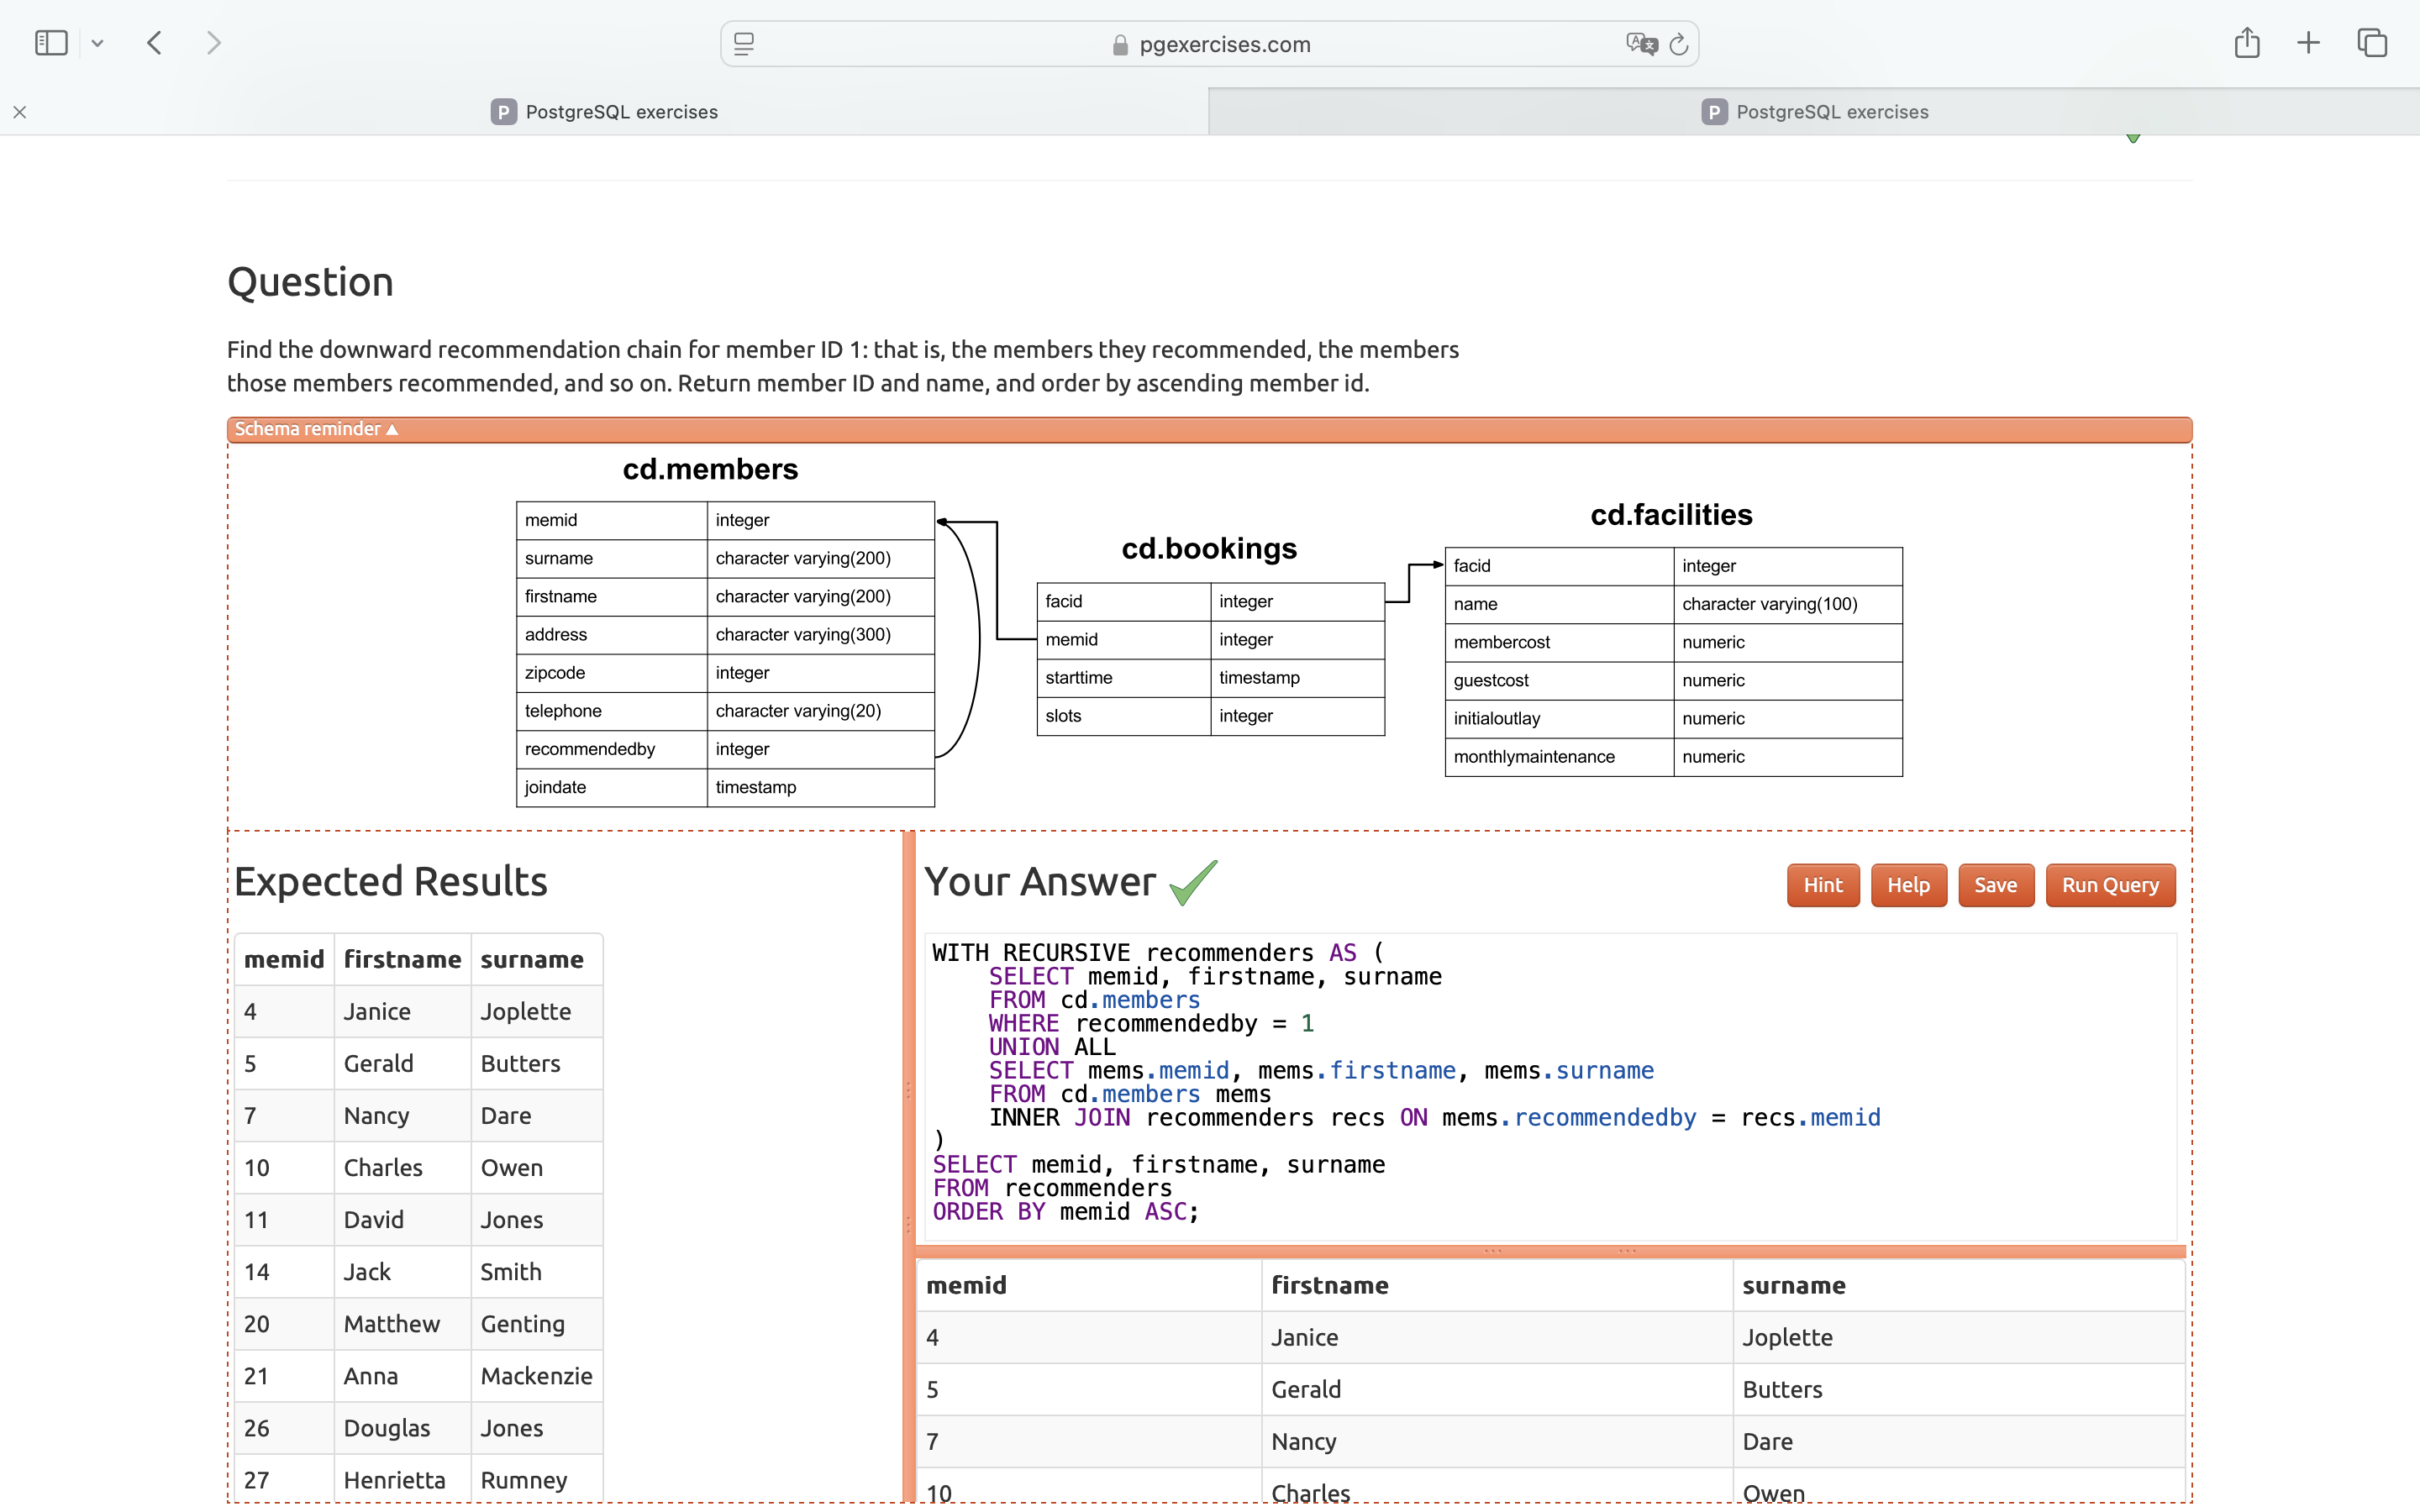 pgexercises.com
P PostgreSQL exercises
P PostgreSQL exercises
Question
Find the downward recommendation chain for member ID 1: that is, the members they recommended, the members
those members recommended, and so on. Return member ID and name, and order by ascending member id.
Schema reminder ▲
cd.members
memid integer
surname character varying(200)
firstname character varying(200)
address character varying(300)
zipcode integer
telephone character varying(20)
recommendedby integer
joindate timestamp
cd.bookings
facid integer
memid integer
starttime timestamp
slots integer
cd.facilities
facid integer
name character varying(100)
membercost numeric
guestcost numeric
initialoutlay numeric
monthlymaintenance numeric
Expected Results
memid firstname surname
4 Janice Joplette
5 Gerald Butters
7 Nancy Dare
10 Charles Owen
11 David Jones
14 Jack Smith
20 Matthew Genting
21 Anna Mackenzie
26 Douglas Jones
27 Henrietta Rumney
Your Answer
Hint Help Save Run Query
WITH RECURSIVE recommenders AS (
    SELECT memid, firstname, surname
    FROM cd.members
    WHERE recommendedby = 1
    UNION ALL
    SELECT mems.memid, mems.firstname, mems.surname
    FROM cd.members mems
    INNER JOIN recommenders recs ON mems.recommendedby = recs.memid
)
SELECT memid, firstname, surname
FROM recommenders
ORDER BY memid ASC;
memid firstname surname
4 Janice Joplette
5 Gerald Butters
7 Nancy Dare
10 Charles Owen